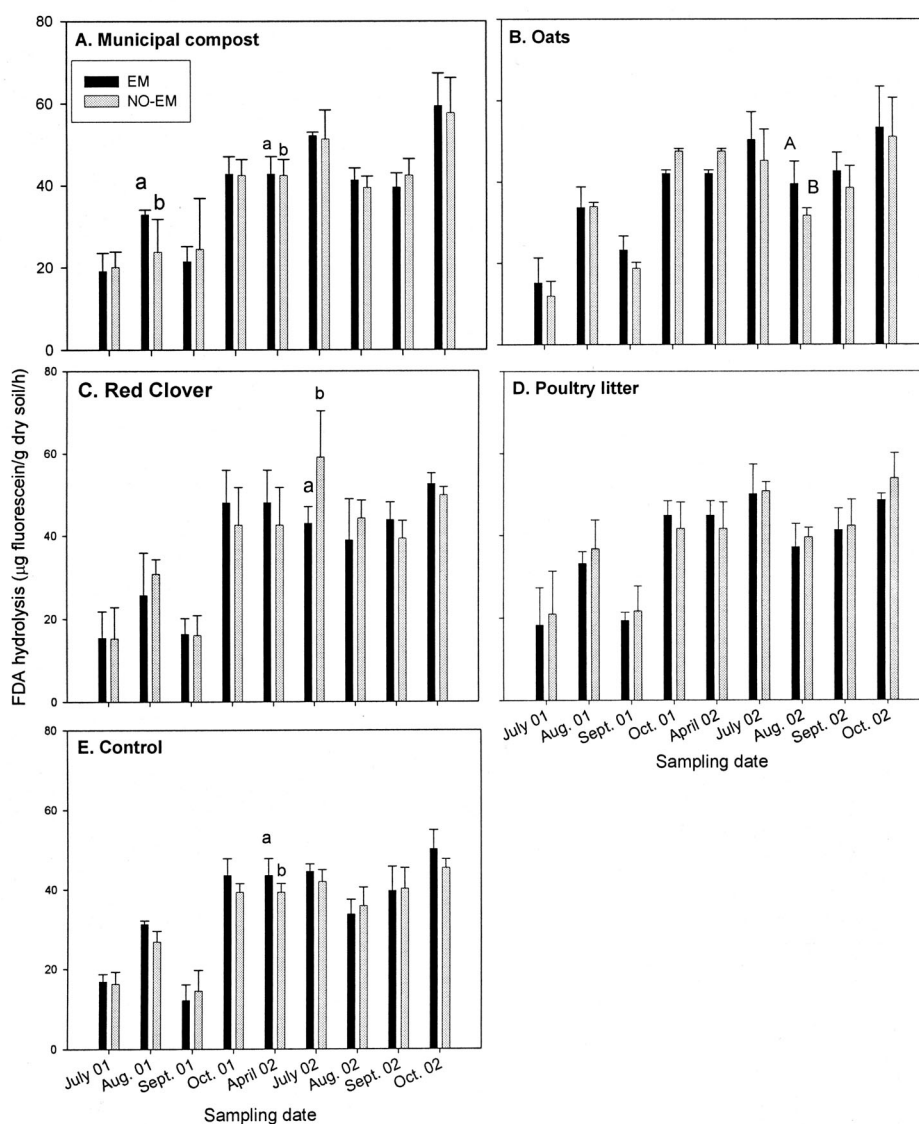 A. Municipal compost
EM
NO-EM
80
60
40
20
0
a
b
a
b
B. Oats
A
B
C. Red Clover
80
60
40
20
0
a
b
D. Poultry litter
July 01
Aug. 01
Sept. 01
Oct. 01
April 02
July 02
Aug. 02
Sept. 02
Oct. 02
Sampling date
FDA hydrolysis (µg fluorescein/g dry soil/h)
E. Control
80
60
40
20
0
a
b
July 01
Aug. 01
Sept. 01
Oct. 01
April 02
July 02
Aug. 02
Sept. 02
Oct. 02
Sampling date